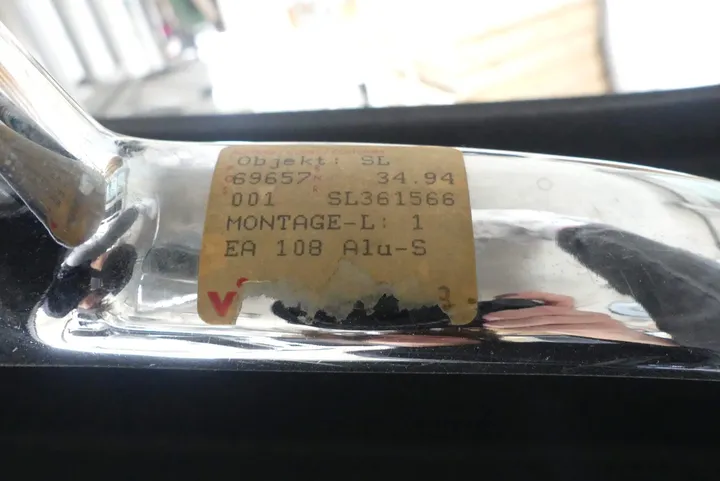 Objekt: SL
69657 34.94
001 SL361566
MONTAGE-L: 1
EA 108 Alu-S